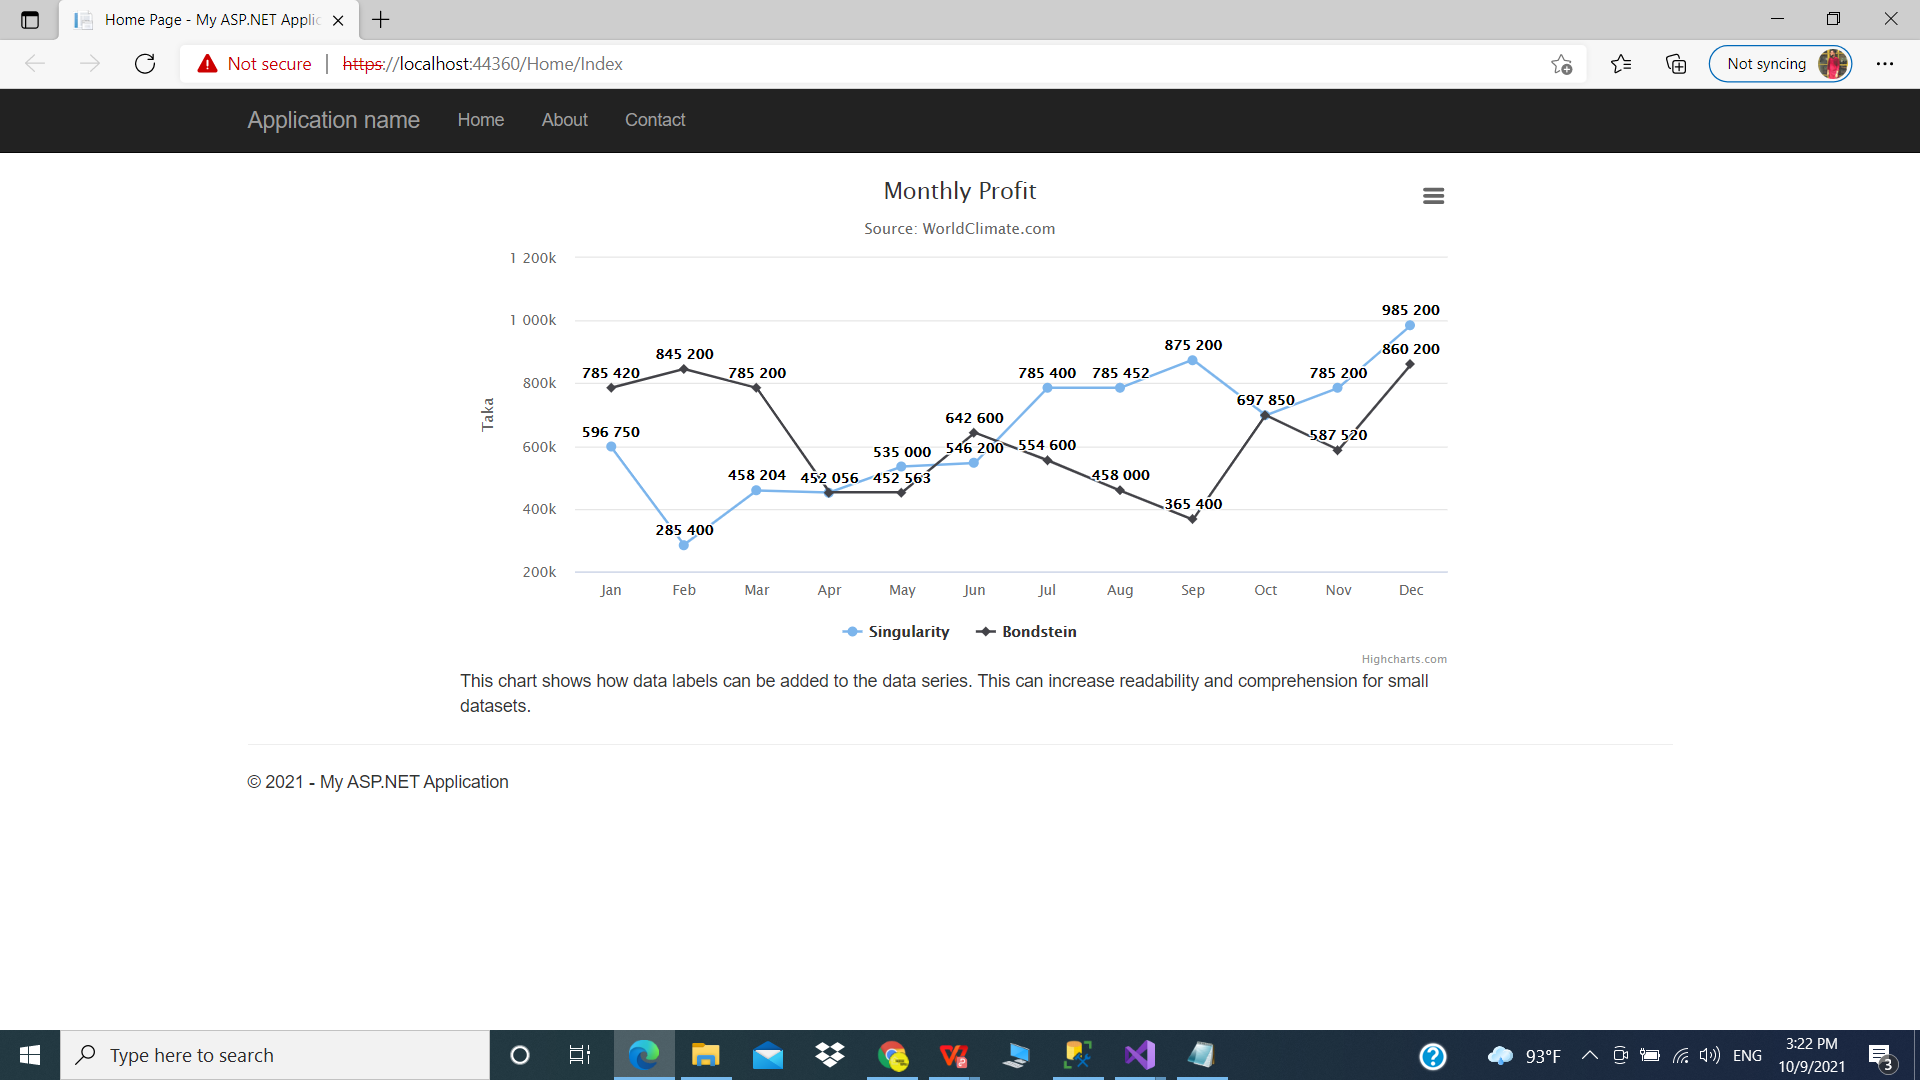 Home Page - My ASP.NET Applic
Not secure https://localhost:44360/Home/Index Not syncing
Application name Home About Contact
Monthly Profit
Source: WorldClimate.com
Taka
1 200k
1 000k
800k
600k
400k
200k
785 420
845 200
785 200
596 750
285 400
458 204
452 056
535 000
452 563
642 600
546 200
785 400
554 600
785 452
458 000
875 200
365 400
697 850
785 200
587 520
985 200
860 200
Jan Feb Mar Apr May Jun Jul Aug Sep Oct Nov Dec
Singularity Bondstein
Highcharts.com
This chart shows how data labels can be added to the data series. This can increase readability and comprehension for small
datasets.
© 2021 - My ASP.NET Application
Type here to search
93°F ENG 3:22 PM
10/9/2021
3